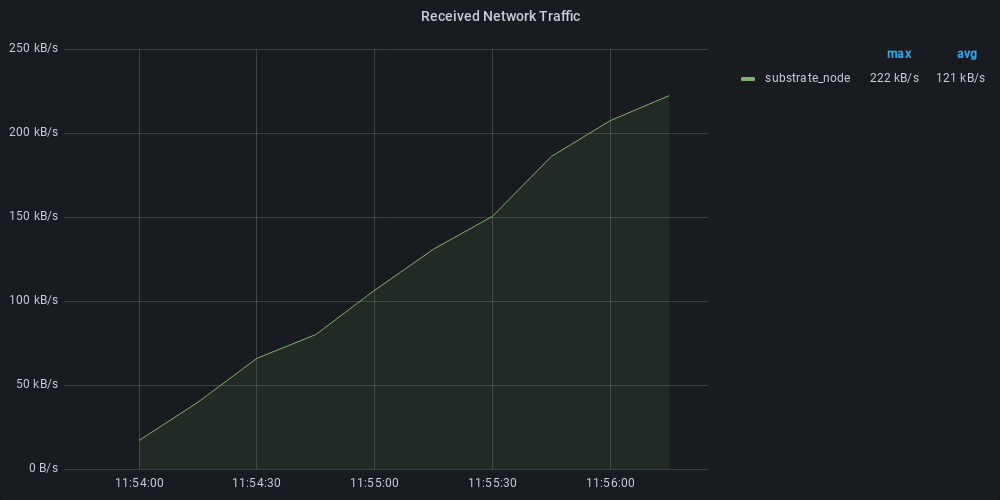 Received Network Traffic
250 kB/s
200 kB/s
150 kB/s
100 kB/s
50 kB/s
0 B/s
11:54:00 11:54:30 11:55:00 11:55:30 11:56:00
max avg
substrate_node 222 kB/s 121 kB/s